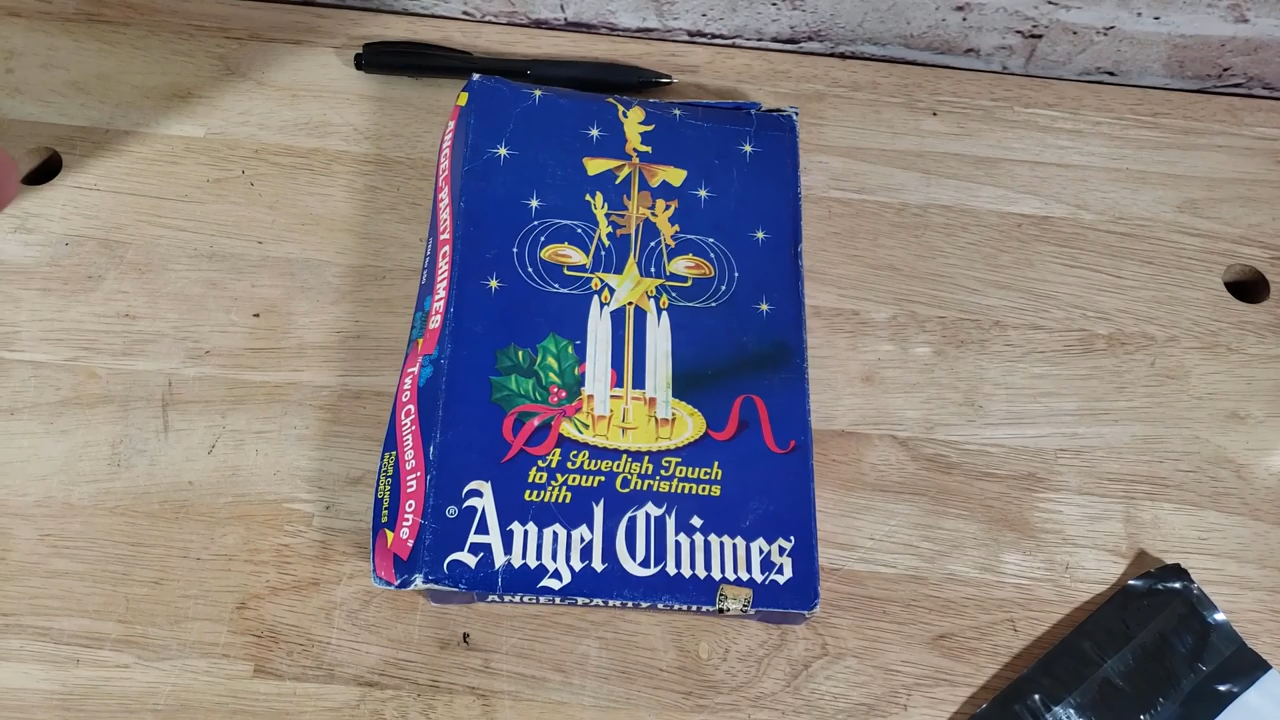 A Swedish Touch
to your Christmas
with
® Angel Chimes
ANGEL-PARTY CHIMES
ANGEL-PARTY CHIMES
"Two Chimes in one"
FOUR CANDLES
INCLUDED